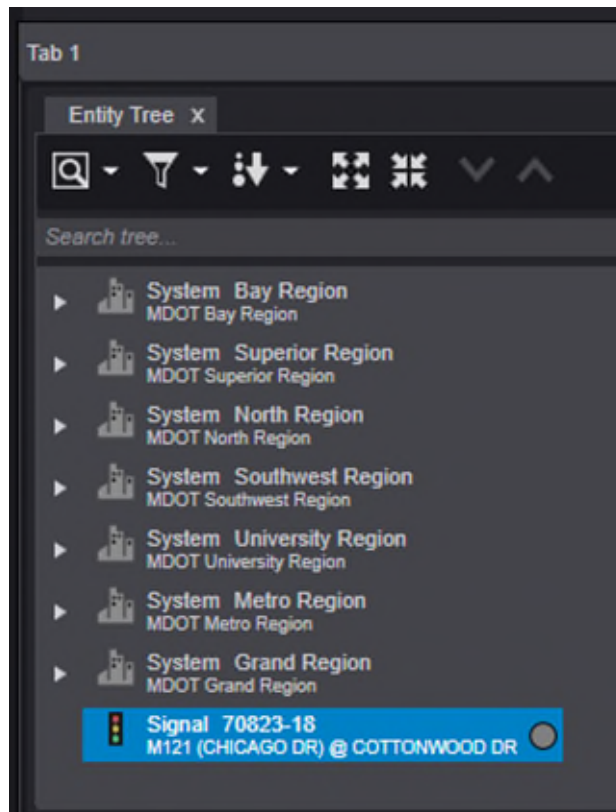 Tab 1
Entity Tree X
Search tree...
System Bay Region
MDOT Bay Region
System Superior Region
MDOT Superior Region
System North Region
MDOT North Region
System Southwest Region
MDOT Southwest Region
System University Region
MDOT University Region
System Metro Region
MDOT Metro Region
System Grand Region
MDOT Grand Region
Signal 70823-18
M121 (CHICAGO DR) @ COTTONWOOD DR